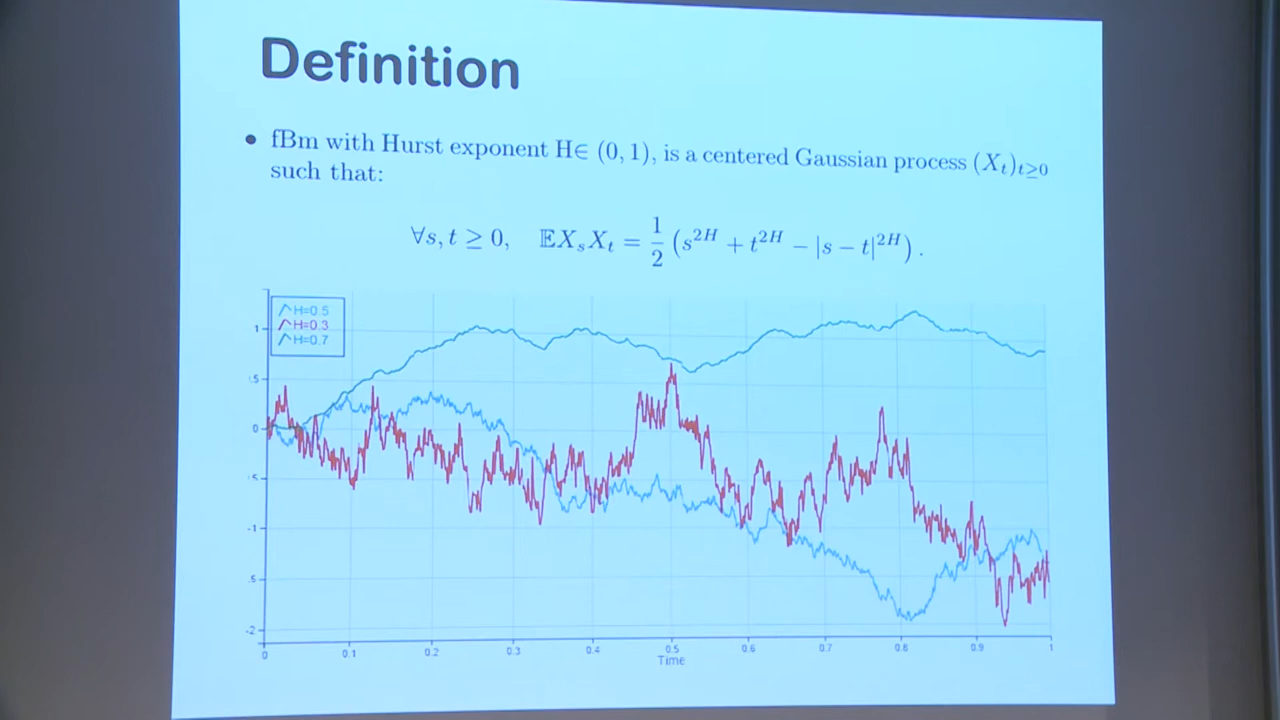 Definition
• fBm with Hurst exponent H∈ (0, 1), is a centered Gaussian process (X_t)_{t≥0}
such that:
∀s, t ≥ 0, 𝔼X_sX_t = 1/2 (s^{2H} + t^{2H} − |s − t|^{2H}) .
H=0.5
H=0.3
H=0.7
1
.5
0
.5
-1
.5
-2
0 0.1 0.2 0.3 0.4 0.5 0.6 0.7 0.8 0.9 1
Time